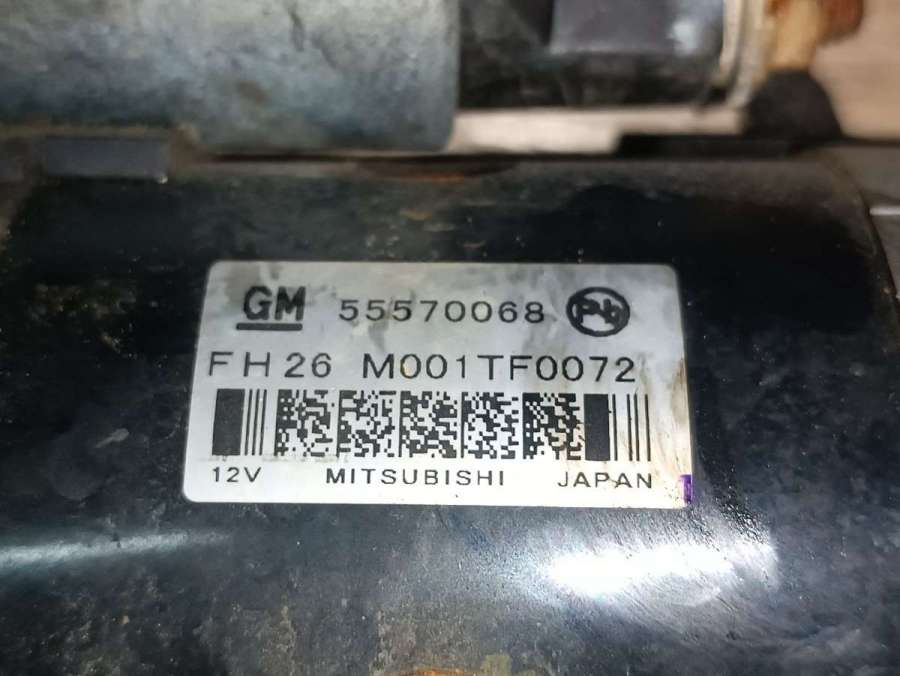 GM 55570068 Pb
FH26 M001TF0072
12V MITSUBISHI JAPAN